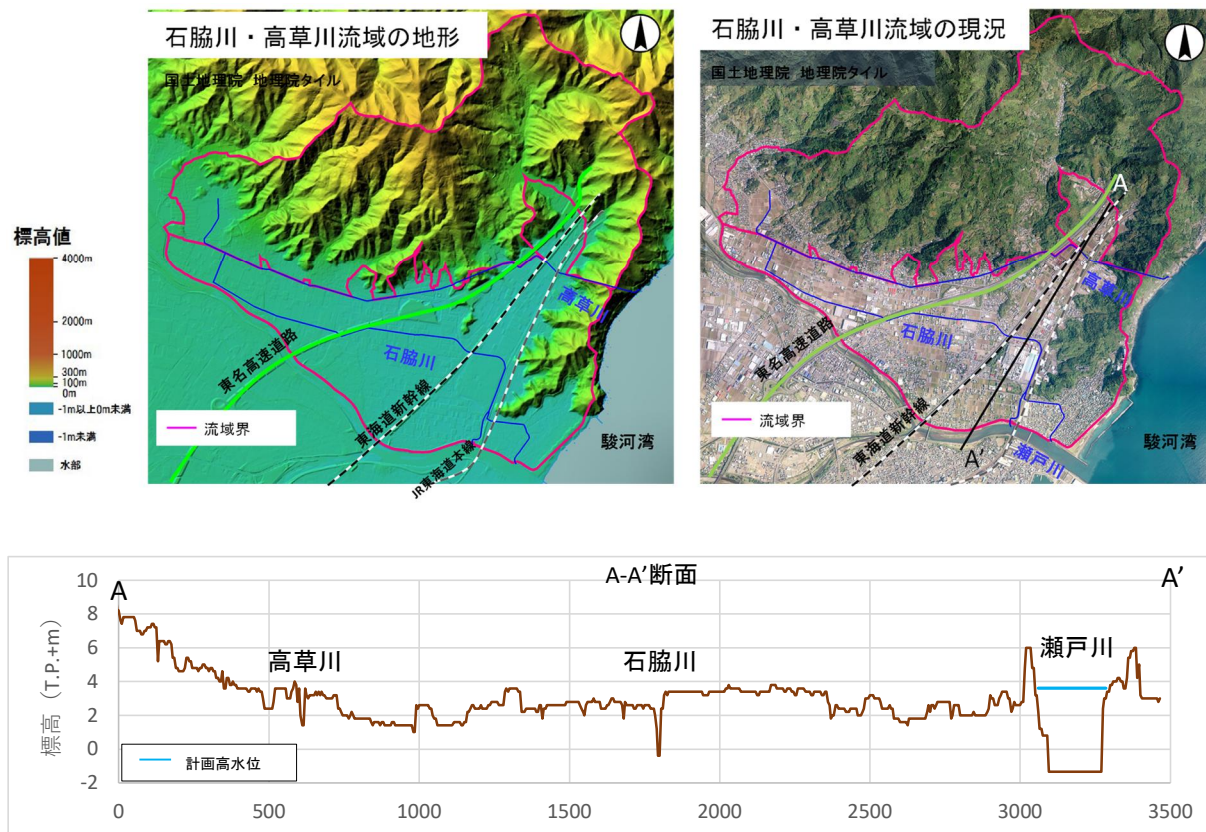 石脇川・高草川流域の地形
国土地理院 地理院タイル
標高値
4000m
2000m
1000m
300m
100m
0m
-1m以上0m未満
-1m未満
水部
東名高速道路
石脇川
高草川
東海道新幹線
JR東海道本線
流域界
駿河湾
石脇川・高草川流域の現況
国土地理院 地理院タイル
A
高草川
石脇川
東名高速道路
流域界
東海道新幹線
A'
瀬戸川
駿河湾
A-A’断面
A
A’
標高(T.P.+m)
10
8
6
4
2
0
-2
高草川
石脇川
瀬戸川
計画高水位
0
500
1000
1500
2000
2500
3000
3500